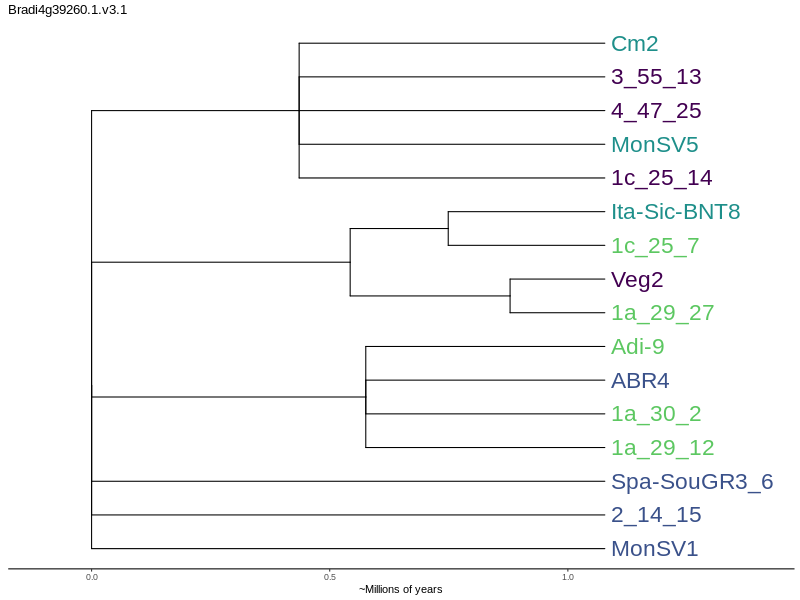 Bradi4g39260.1.v3.1
Cm2
3_55_13
4_47_25
MonSV5
1c_25_14
Ita-Sic-BNT8
1c_25_7
Veg2
1a_29_27
Adi-9
ABR4
1a_30_2
1a_29_12
Spa-SouGR3_6
2_14_15
MonSV1
0.0 0.5 1.0
~Millions of years